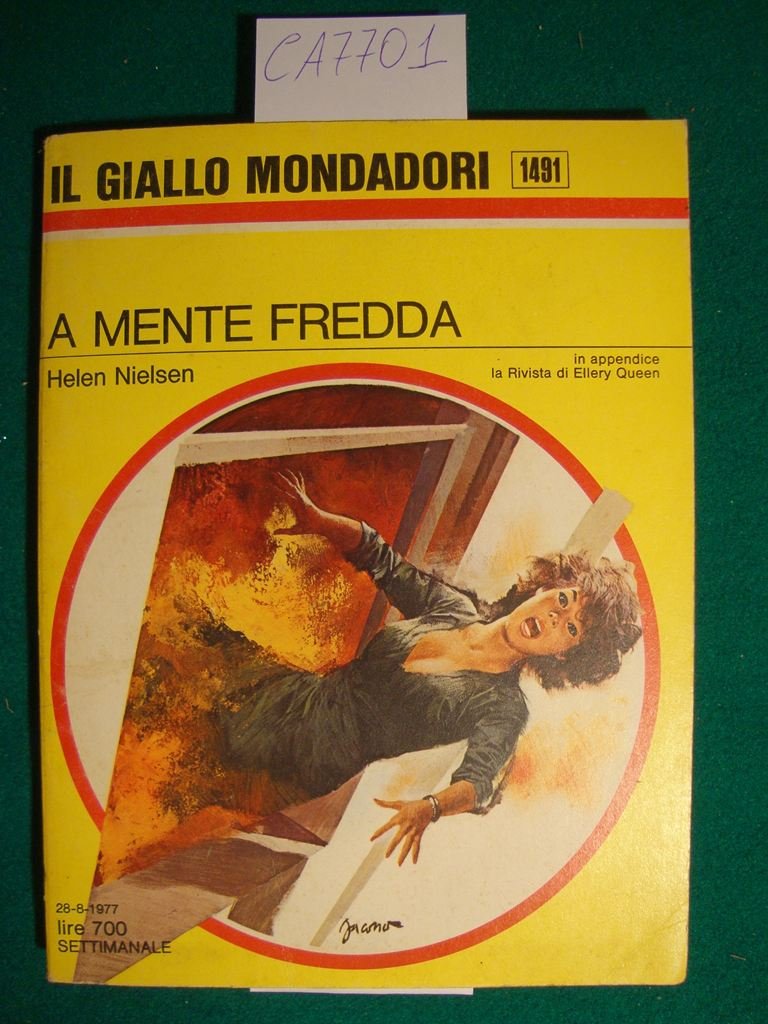 CA7701
IL GIALLO MONDADORI 1491
A MENTE FREDDA
Helen Nielsen
in appendice
la Rivista di Ellery Queen
28-8-1977
lire 700
SETTIMANALE